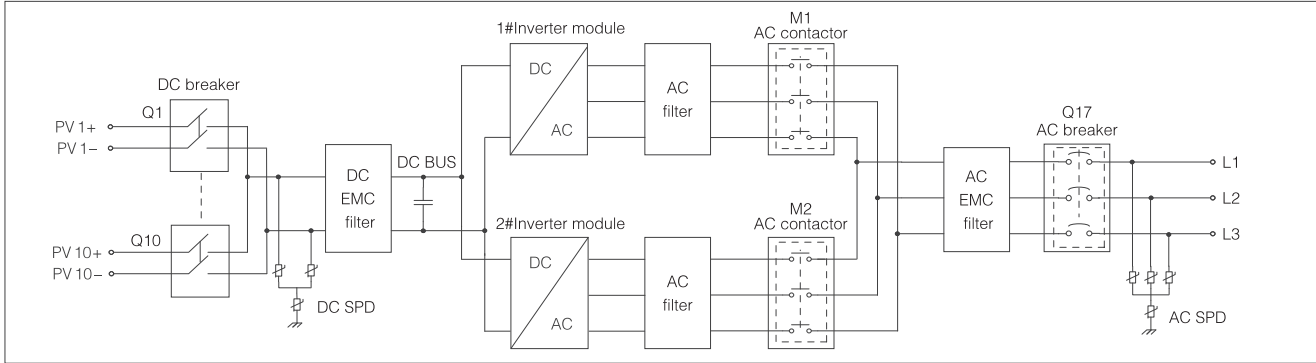 M1
1#Inverter module
AC contactor
DC
AC
AC
filter
DC breaker
Q1
PV 1+
PV 1−
Q10
PV 10+
PV 10−
DC
EMC
filter
DC BUS
DC SPD
2#Inverter module
DC
AC
AC
filter
M2
AC contactor
AC
EMC
filter
Q17
AC breaker
L1
L2
L3
AC SPD